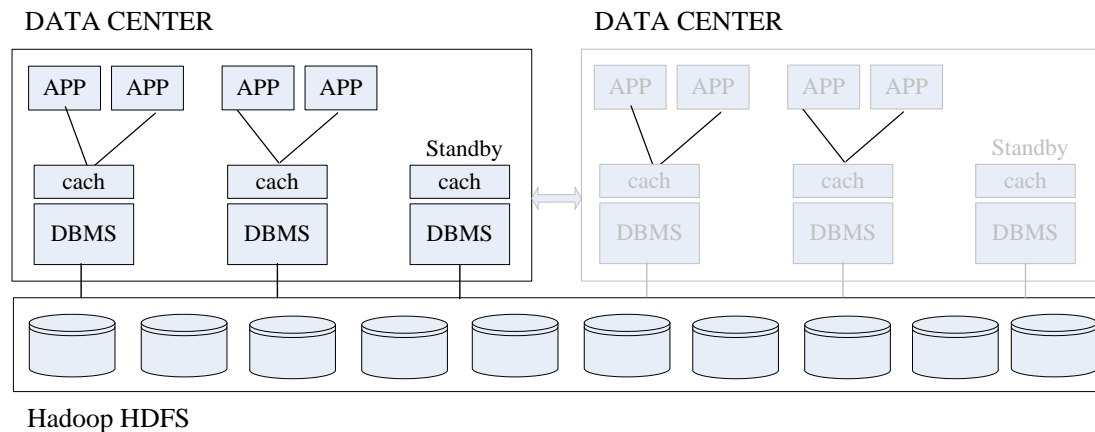 DATA CENTER DATA CENTER
APP APP APP APP APP APP APP APP
Standby Standby
cach cach cach cach cach cach
DBMS DBMS DBMS DBMS DBMS DBMS
Hadoop HDFS